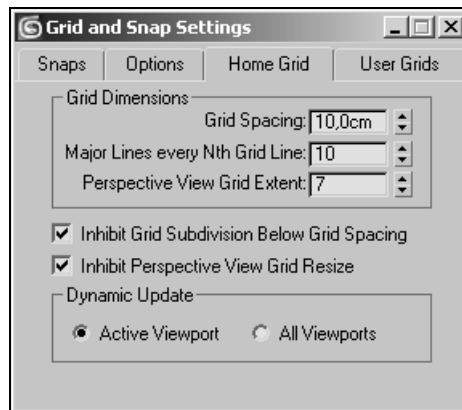 Grid and Snap Settings
Snaps Options Home Grid User Grids
Grid Dimensions
Grid Spacing: 10,0cm
Major Lines every Nth Grid Line: 10
Perspective View Grid Extent: 7
Inhibit Grid Subdivision Below Grid Spacing
Inhibit Perspective View Grid Resize
Dynamic Update
Active Viewport All Viewports